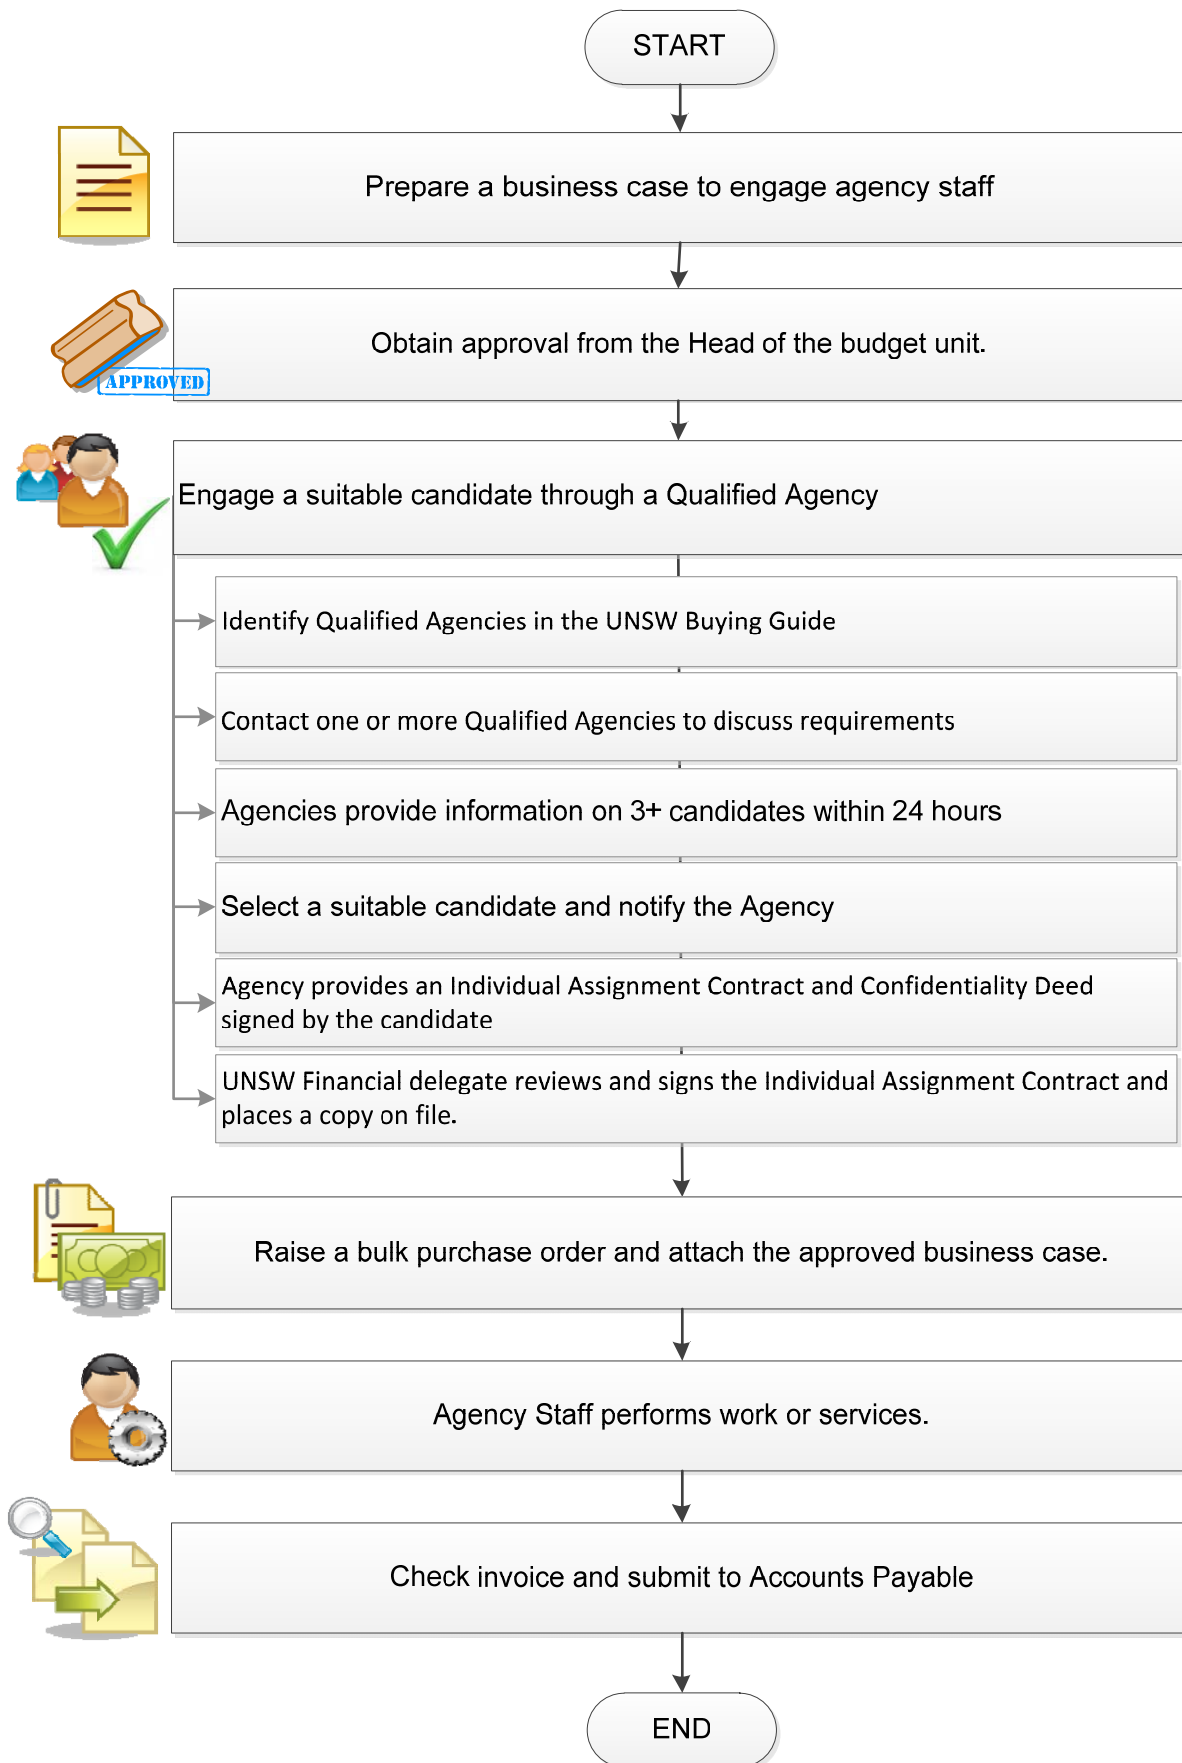 START
Prepare a business case to engage agency staff
Obtain approval from the Head of the budget unit.
APPROVED
Engage a suitable candidate through a Qualified Agency
Identify Qualified Agencies in the UNSW Buying Guide
Contact one or more Qualified Agencies to discuss requirements
Agencies provide information on 3+ candidates within 24 hours
Select a suitable candidate and notify the Agency
Agency provides an Individual Assignment Contract and Confidentiality Deed
signed by the candidate
UNSW Financial delegate reviews and signs the Individual Assignment Contract and
places a copy on file.
Raise a bulk purchase order and attach the approved business case.
Agency Staff performs work or services.
Check invoice and submit to Accounts Payable
END